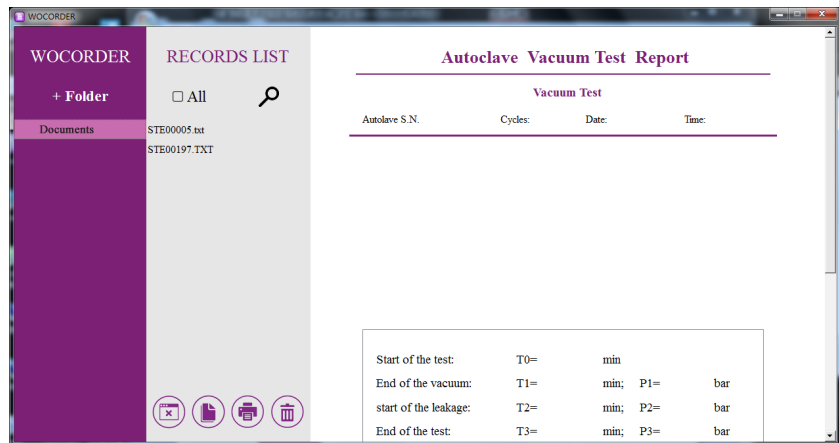 WOCORDER
WOCORDER
+ Folder
Documents
RECORDS LIST
All
STE00005.txt
STE00197.TXT
Autoclave Vacuum Test Report
Vacuum Test
Autolave S.N. Cycles: Date: Time:
Start of the test: T0= min
End of the vacuum: T1= min; P1= bar
start of the leakage: T2= min; P2= bar
End of the test: T3= min; P3= bar